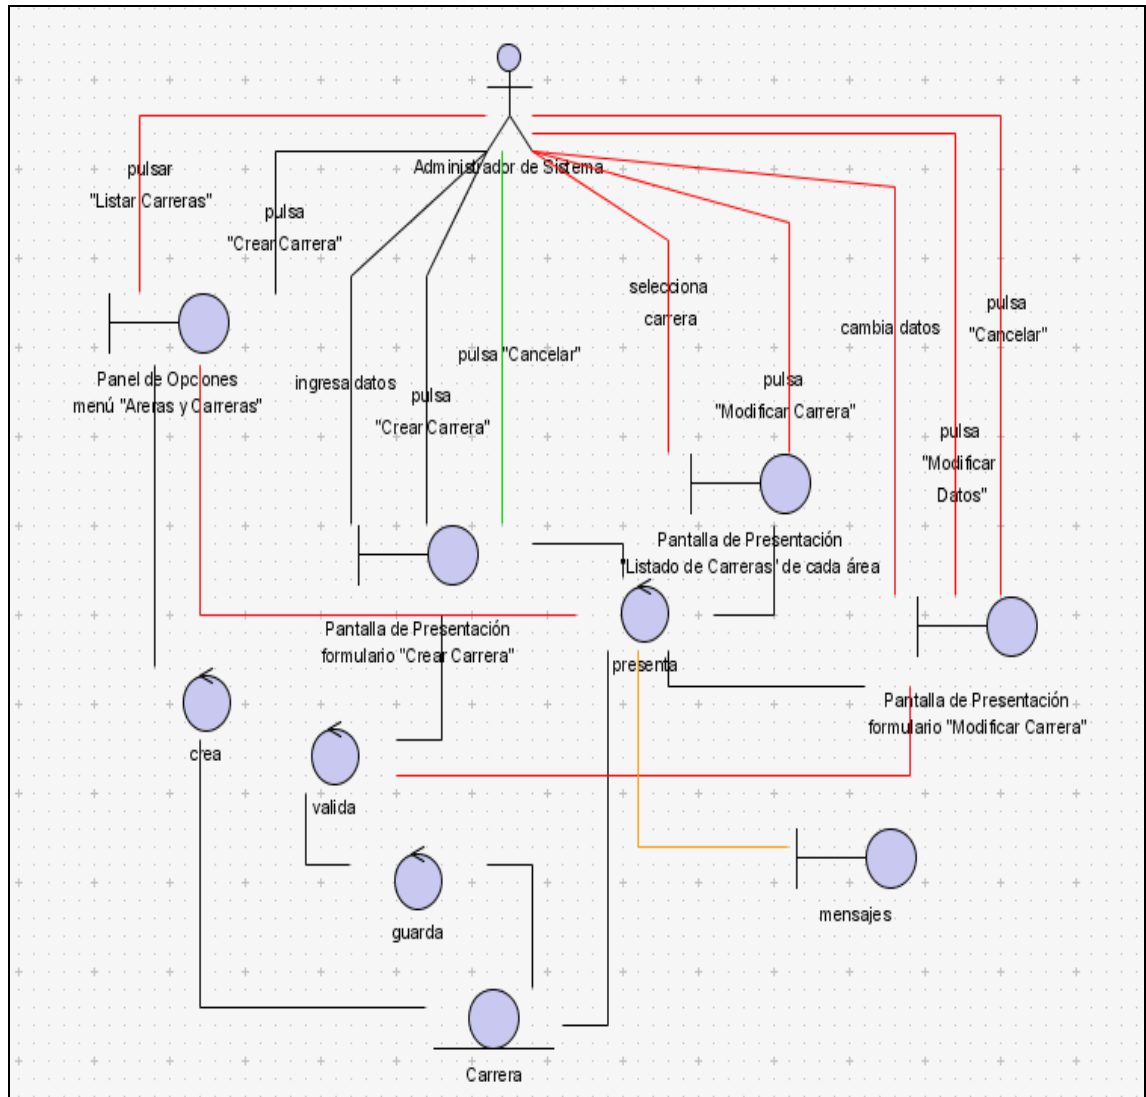 Administrador de Sistema
pulsar
"Listar Carreras"
pulsa
"Crear Carrera"
selecciona
carrera
pulsa
"Cancelar"
cambia datos
pulsa "Cancelar"
ingresa datos
pulsa
"Crear Carrera"
pulsa
"Modificar Carrera"
Panel de Opciones
menú "Areras y Carreras"
pulsa
"Modificar
Datos"
Pantalla de Presentación
"Listado de Carreras" de cada área
Pantalla de Presentación
formulario "Crear Carrera"
presenta
Pantalla de Presentación
formulario "Modificar Carrera"
crea
valida
guarda
mensajes
Carrera